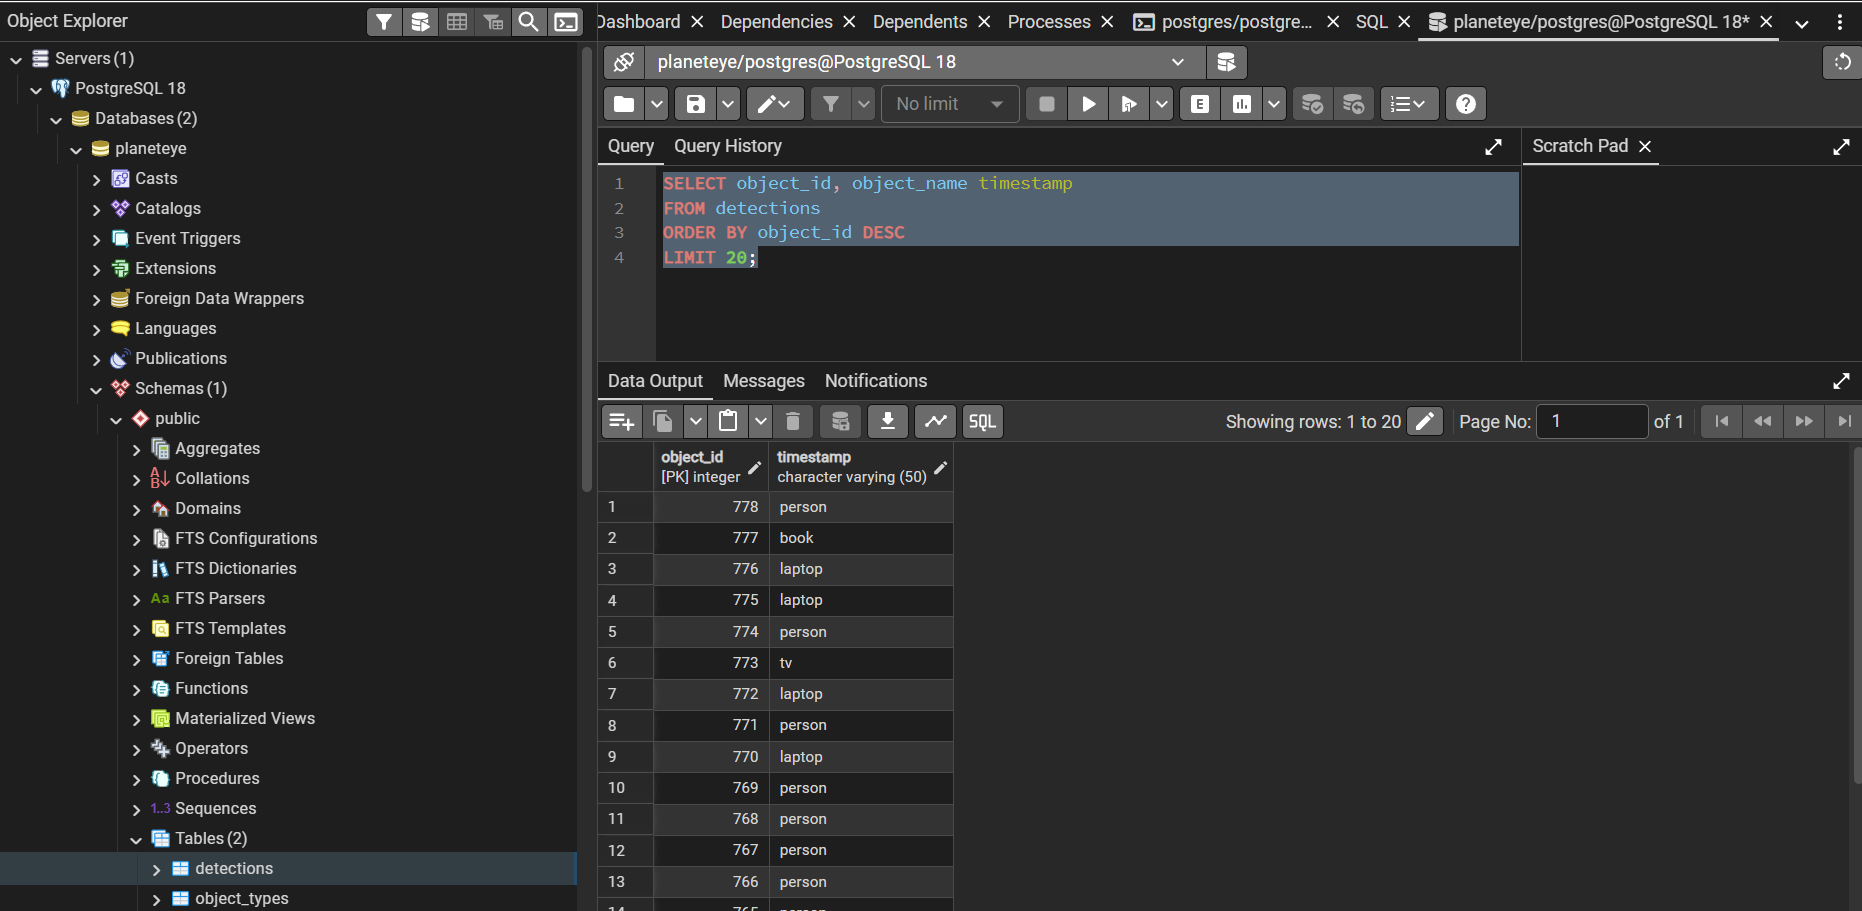 Object Explorer
Servers (1)
PostgreSQL 18
Databases (2)
planeteye
Casts
Catalogs
Event Triggers
Extensions
Foreign Data Wrappers
Languages
Publications
Schemas (1)
public
Aggregates
Collations
Domains
FTS Configurations
FTS Dictionaries
Aa FTS Parsers
FTS Templates
Foreign Tables
Functions
Materialized Views
Operators
Procedures
1..3 Sequences
Tables (2)
detections
object_types
Dashboard Dependencies Dependents Processes postgres/postgre... SQL planeteye/postgres@PostgreSQL 18*
planeteye/postgres@PostgreSQL 18
No limit E
Query Query History
Scratch Pad
1 SELECT object_id, object_name timestamp
2 FROM detections
3 ORDER BY object_id DESC
4 LIMIT 20;
Data Output Messages Notifications
SQL Showing rows: 1 to 20 Page No: 1 of 1
object_id timestamp
[PK] integer character varying (50)
1 778 person
2 777 book
3 776 laptop
4 775 laptop
5 774 person
6 773 tv
7 772 laptop
8 771 person
9 770 laptop
10 769 person
11 768 person
12 767 person
13 766 person
14 765 person